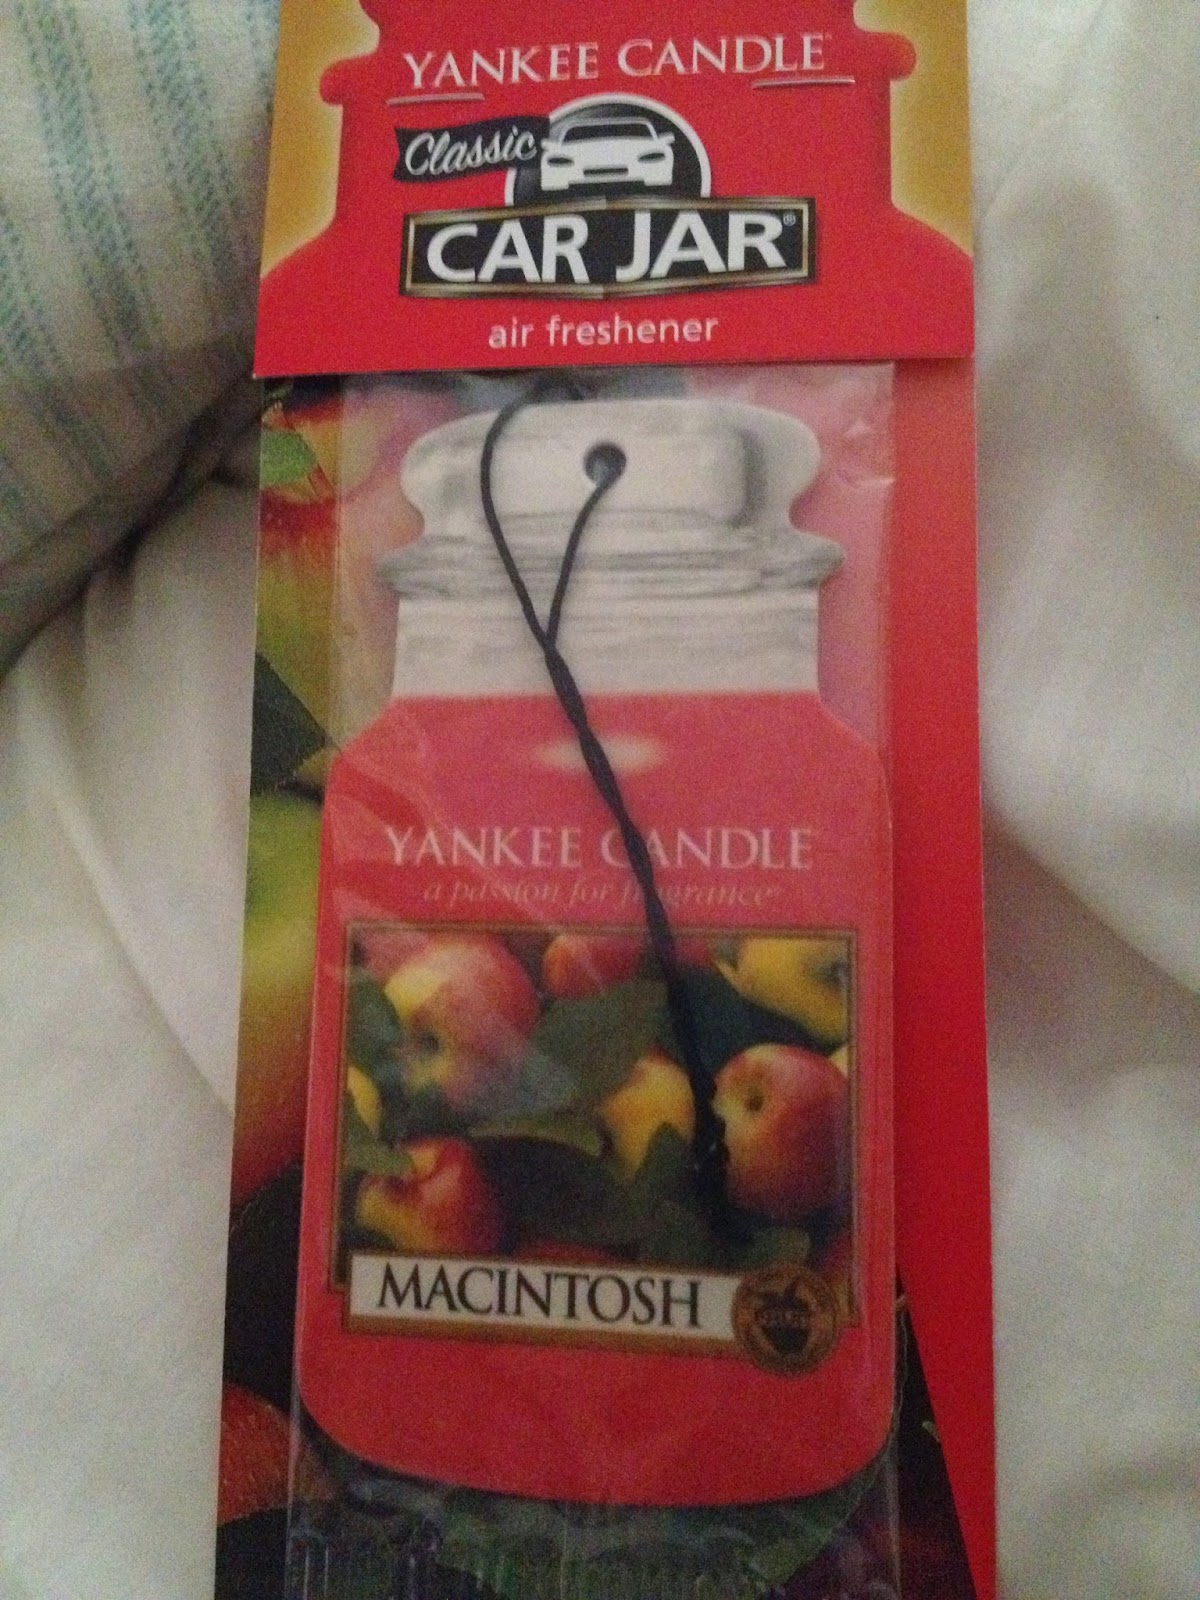 YANKEE CANDLE
Classic
CAR JAR®
air freshener
YANKEE CANDLE
a passion for fragrance®
MACINTOSH